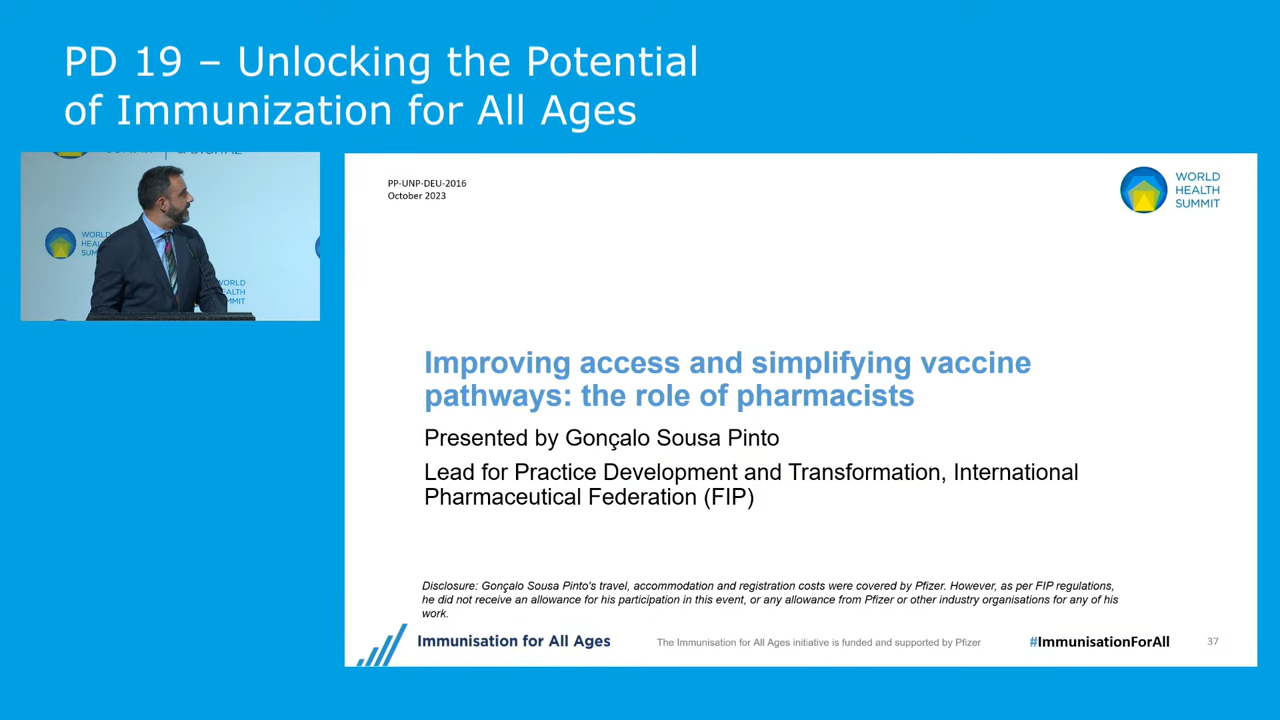 PD 19 – Unlocking the Potential
of Immunization for All Ages
WORLD
HEALTH
SUMMIT
PP-UNP-DEU-2016
October 2023
WORLD
HEALTH
SUMMIT
Improving access and simplifying vaccine
pathways: the role of pharmacists
Presented by Gonçalo Sousa Pinto
Lead for Practice Development and Transformation, International
Pharmaceutical Federation (FIP)
Disclosure: Gonçalo Sousa Pinto's travel, accommodation and registration costs were covered by Pfizer. However, as per FIP regulations,
he did not receive an allowance for his participation in this event, or any allowance from Pfizer or other industry organisations for any of his
work.
Immunisation for All Ages
The Immunisation for All Ages initiative is funded and supported by Pfizer
#ImmunisationForAll
37